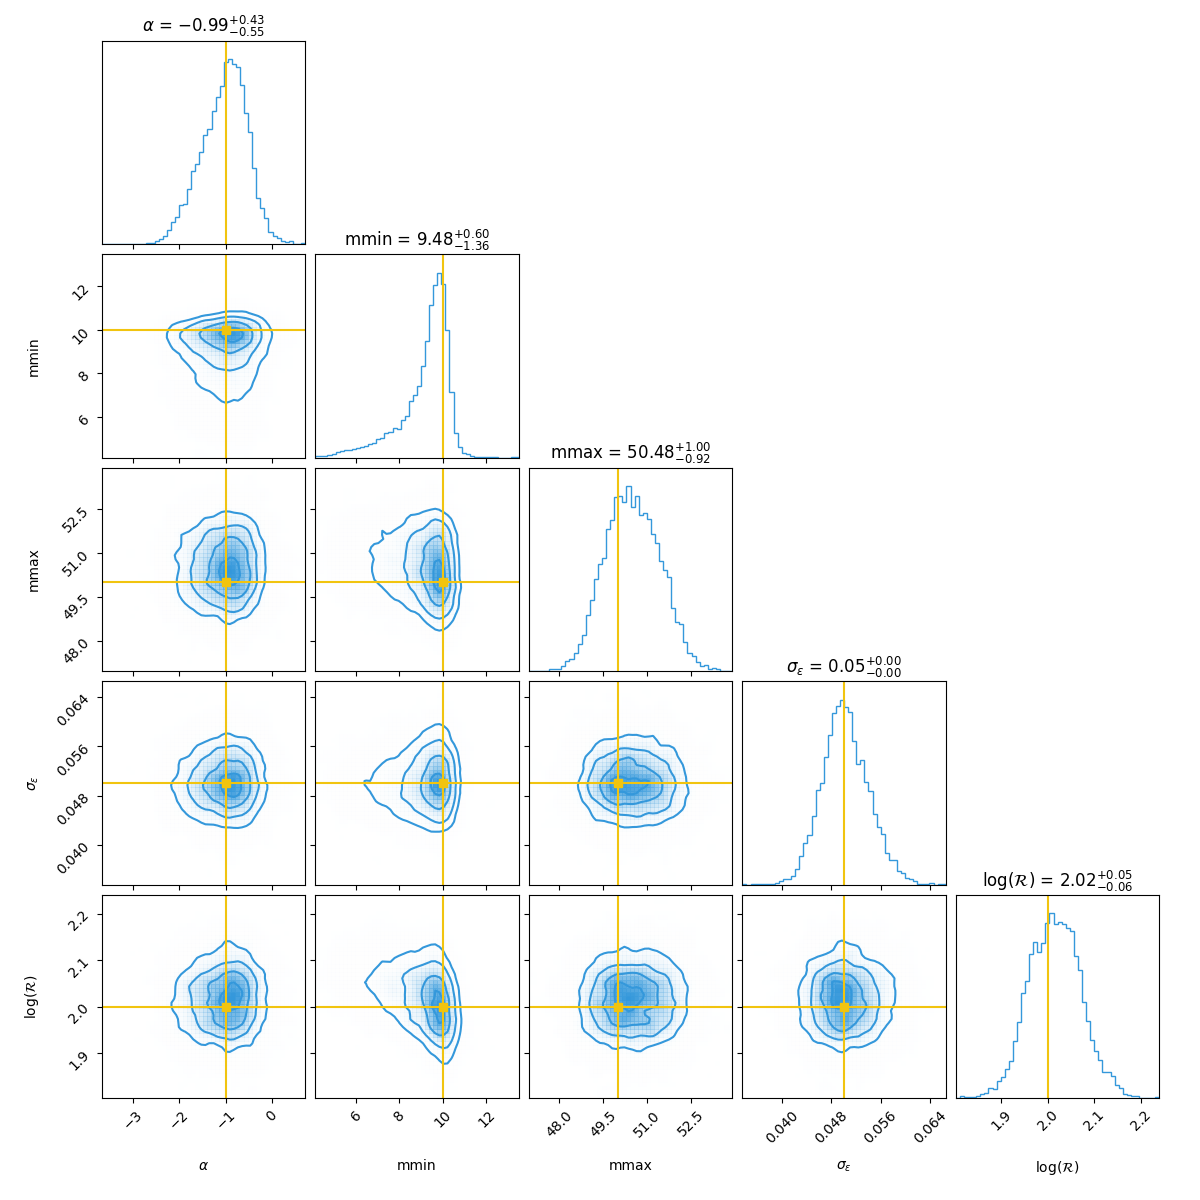 α = −0.99+0.43−0.55
mmin = 9.48+0.60−1.36
12
10
8
6
mmin
mmax = 50.48+1.00−0.92
52.5
51.0
49.5
48.0
mmax
σε = 0.05+0.00−0.00
0.064
0.056
0.048
0.040
σε
log(ℛ) = 2.02+0.05−0.06
2.2
2.1
2.0
1.9
log(ℛ)
−3 −2 −1 0 6 8 10 12 48.0 49.5 51.0 52.5 0.040 0.048 0.056 0.064 1.9 2.0 2.1 2.2
α mmin mmax σε log(ℛ)